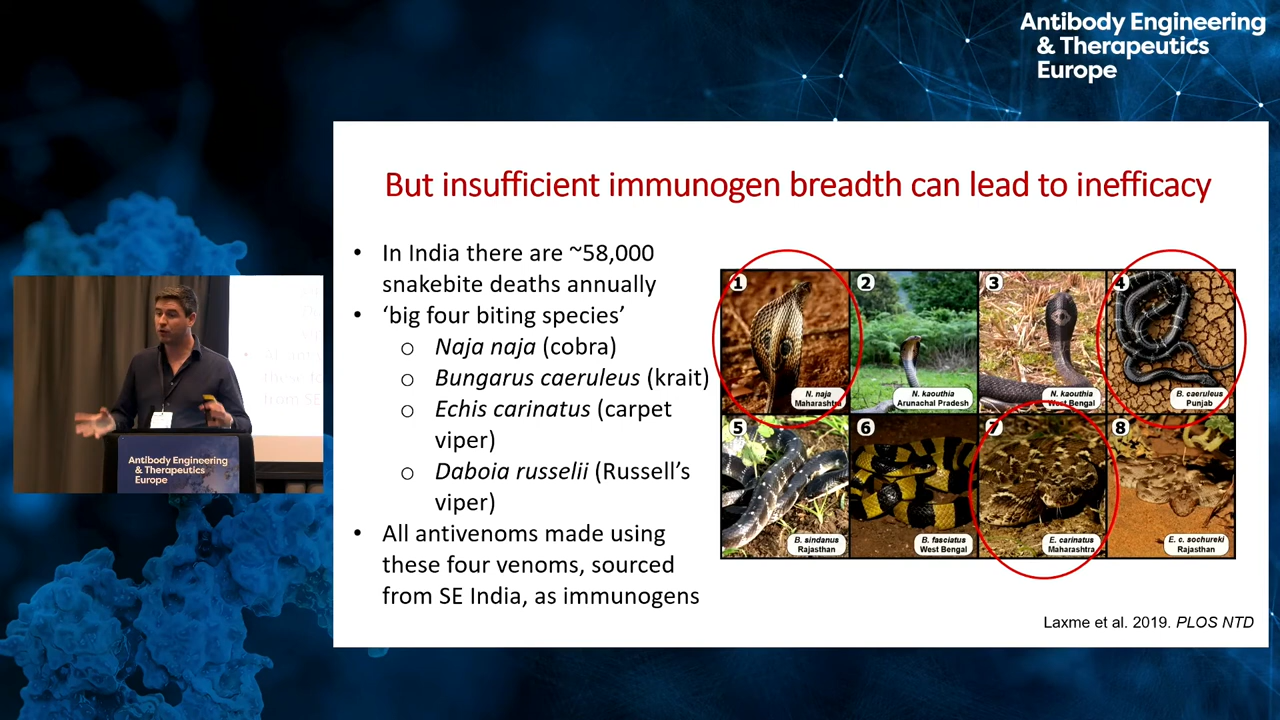 Antibody Engineering
& Therapeutics
Europe
But insufficient immunogen breadth can lead to inefficacy
• In India there are ~58,000
snakebite deaths annually
• ‘big four biting species’
o Naja naja (cobra)
o Bungarus caeruleus (krait)
o Echis carinatus (carpet
viper)
o Daboia russelii (Russell’s
viper)
• All antivenoms made using
these four venoms, sourced
from SE India, as immunogens
1
N. naja
Maharashtra
2
N. kaouthia
Arunachal Pradesh
3
N. kaouthia
West Bengal
4
B. caeruleus
Punjab
5
B. sindanus
Rajasthan
6
B. fasciatus
West Bengal
7
E. carinatus
Maharashtra
8
E. c. sochureki
Rajasthan
Laxme et al. 2019. PLOS NTD
Antibody Engineering
& Therapeutics
Europe